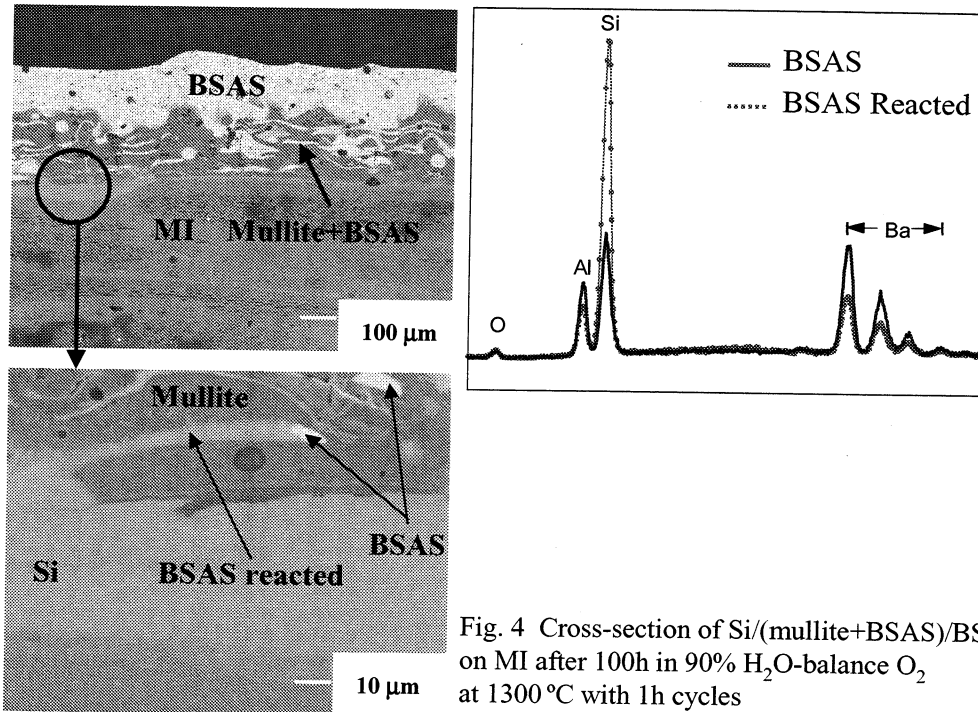 BSAS
MI Mullite+BSAS
100 μm
Mullite
BSAS
Si
BSAS reacted
10 μm
Si
BSAS
BSAS Reacted
Al
Ba
O
Fig. 4 Cross-section of Si/(mullite+BSAS)/BS
on MI after 100h in 90% H₂O-balance O₂
at 1300 ºC with 1h cycles